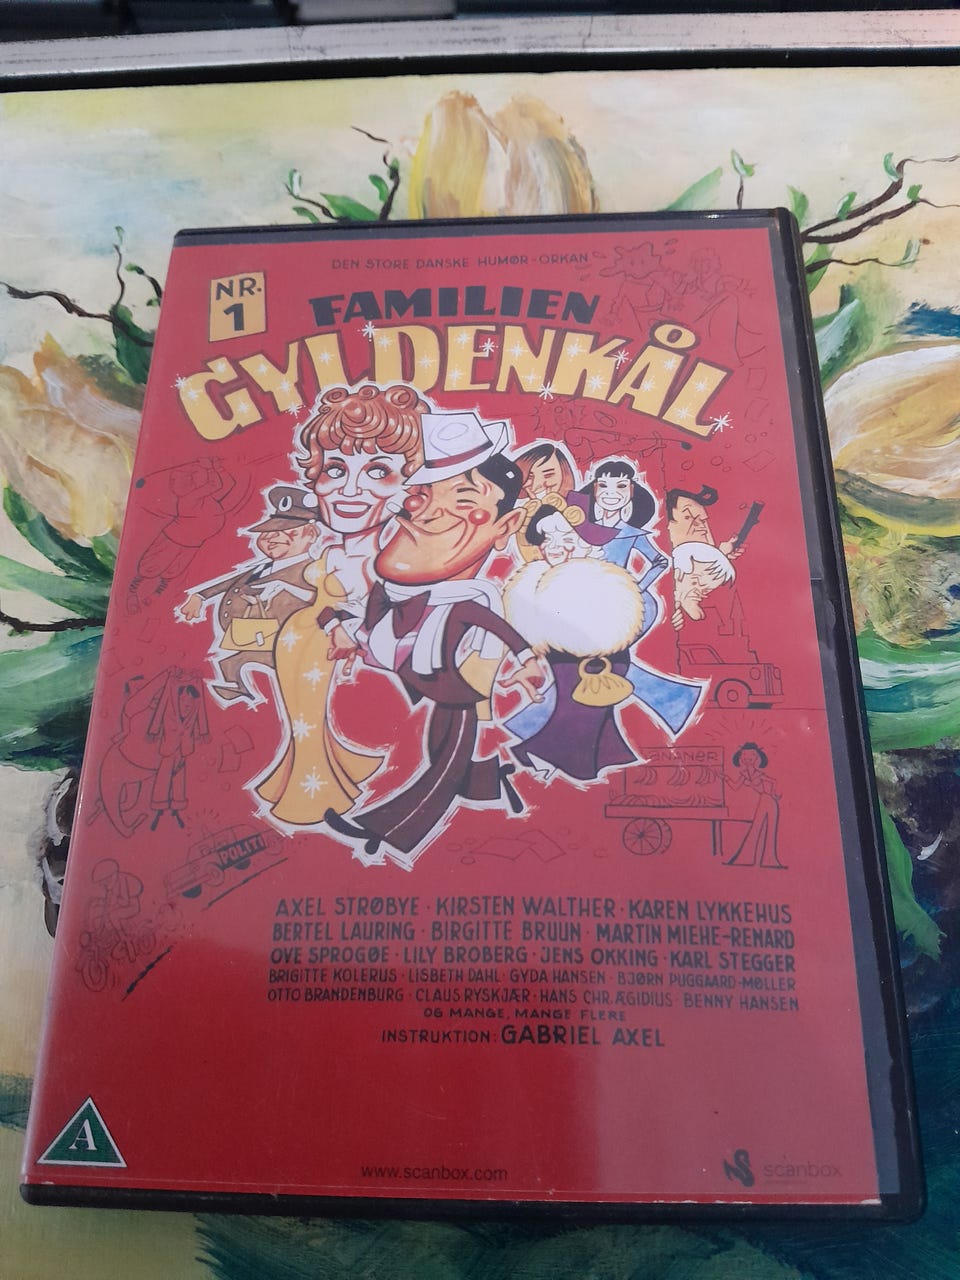 DEN STORE DANSKE HUMØR-ORKAN
NR.
1
FAMILIEN
GYLDENKÅL
BANANER
POLITI
AXEL STRØBYE · KIRSTEN WALTHER · KAREN LYKKEHUS
BERTEL LAURING · BIRGITTE BRUUN · MARTIN MIEHE-RENARD
OVE SPROGØE · LILY BROBERG · JENS OKKING · KARL STEGGER
BRIGITTE KOLERUS · LISBETH DAHL · GYDA HANSEN · BJØRN PUGGAARD-MØLLER
OTTO BRANDENBURG · CLAUS RYSKJÆR · HANS CHR. ÆGIDIUS · BENNY HANSEN
OG MANGE, MANGE FLERE
INSTRUKTION: GABRIEL AXEL
A
www.scanbox.com
scanbox